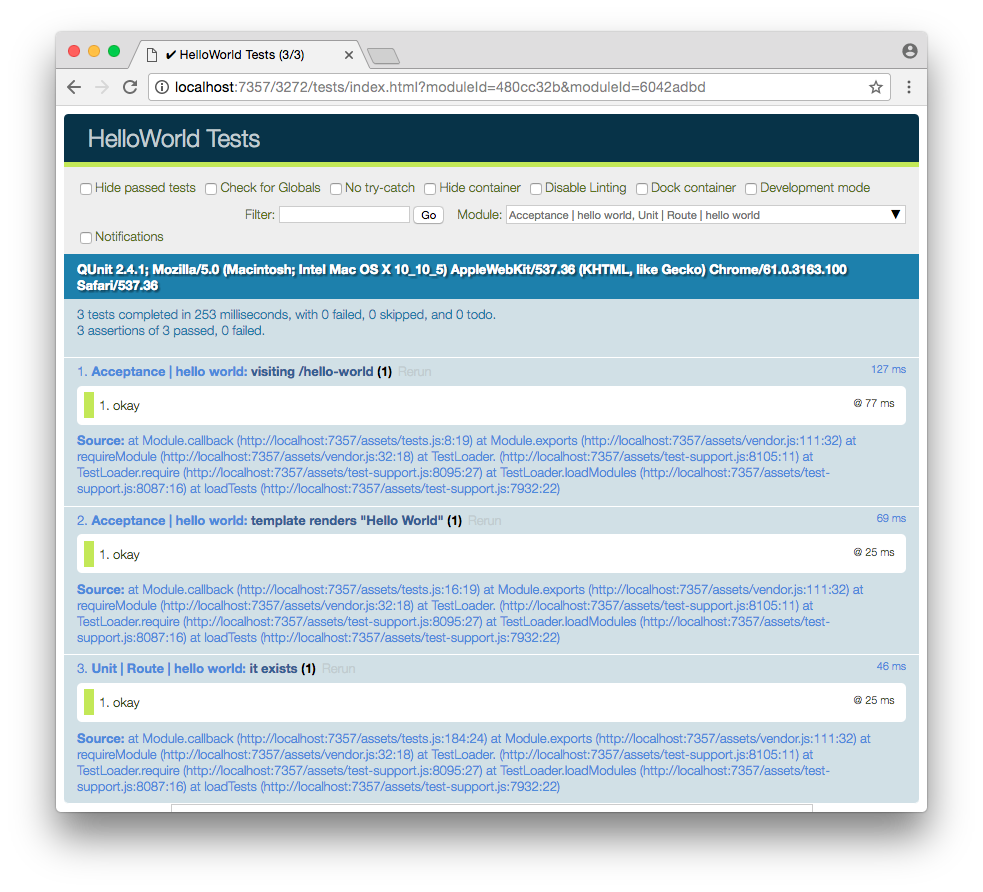 ✔ HelloWorld Tests (3/3)
localhost:7357/3272/tests/index.html?moduleId=480cc32b&moduleId=6042adbd
HelloWorld Tests
Hide passed tests Check for Globals No try-catch Hide container Disable Linting Dock container Development mode
Filter: Go Module: Acceptance | hello world, Unit | Route | hello world ▼
Notifications
QUnit 2.4.1; Mozilla/5.0 (Macintosh; Intel Mac OS X 10_10_5) AppleWebKit/537.36 (KHTML, like Gecko) Chrome/61.0.3163.100
Safari/537.36
3 tests completed in 253 milliseconds, with 0 failed, 0 skipped, and 0 todo.
3 assertions of 3 passed, 0 failed.
1. Acceptance | hello world: visiting /hello-world (1) Rerun 127 ms
1. okay @ 77 ms
Source: at Module.callback (http://localhost:7357/assets/tests.js:8:19) at Module.exports (http://localhost:7357/assets/vendor.js:111:32) at
requireModule (http://localhost:7357/assets/vendor.js:32:18) at TestLoader. (http://localhost:7357/assets/test-support.js:8105:11) at
TestLoader.require (http://localhost:7357/assets/test-support.js:8095:27) at TestLoader.loadModules (http://localhost:7357/assets/test-
support.js:8087:16) at loadTests (http://localhost:7357/assets/test-support.js:7932:22)
2. Acceptance | hello world: template renders "Hello World" (1) Rerun 69 ms
1. okay @ 25 ms
Source: at Module.callback (http://localhost:7357/assets/tests.js:16:19) at Module.exports (http://localhost:7357/assets/vendor.js:111:32) at
requireModule (http://localhost:7357/assets/vendor.js:32:18) at TestLoader. (http://localhost:7357/assets/test-support.js:8105:11) at
TestLoader.require (http://localhost:7357/assets/test-support.js:8095:27) at TestLoader.loadModules (http://localhost:7357/assets/test-
support.js:8087:16) at loadTests (http://localhost:7357/assets/test-support.js:7932:22)
3. Unit | Route | hello world: it exists (1) Rerun 46 ms
1. okay @ 25 ms
Source: at Module.callback (http://localhost:7357/assets/tests.js:184:24) at Module.exports (http://localhost:7357/assets/vendor.js:111:32) at
requireModule (http://localhost:7357/assets/vendor.js:32:18) at TestLoader. (http://localhost:7357/assets/test-support.js:8105:11) at
TestLoader.require (http://localhost:7357/assets/test-support.js:8095:27) at TestLoader.loadModules (http://localhost:7357/assets/test-
support.js:8087:16) at loadTests (http://localhost:7357/assets/test-support.js:7932:22)